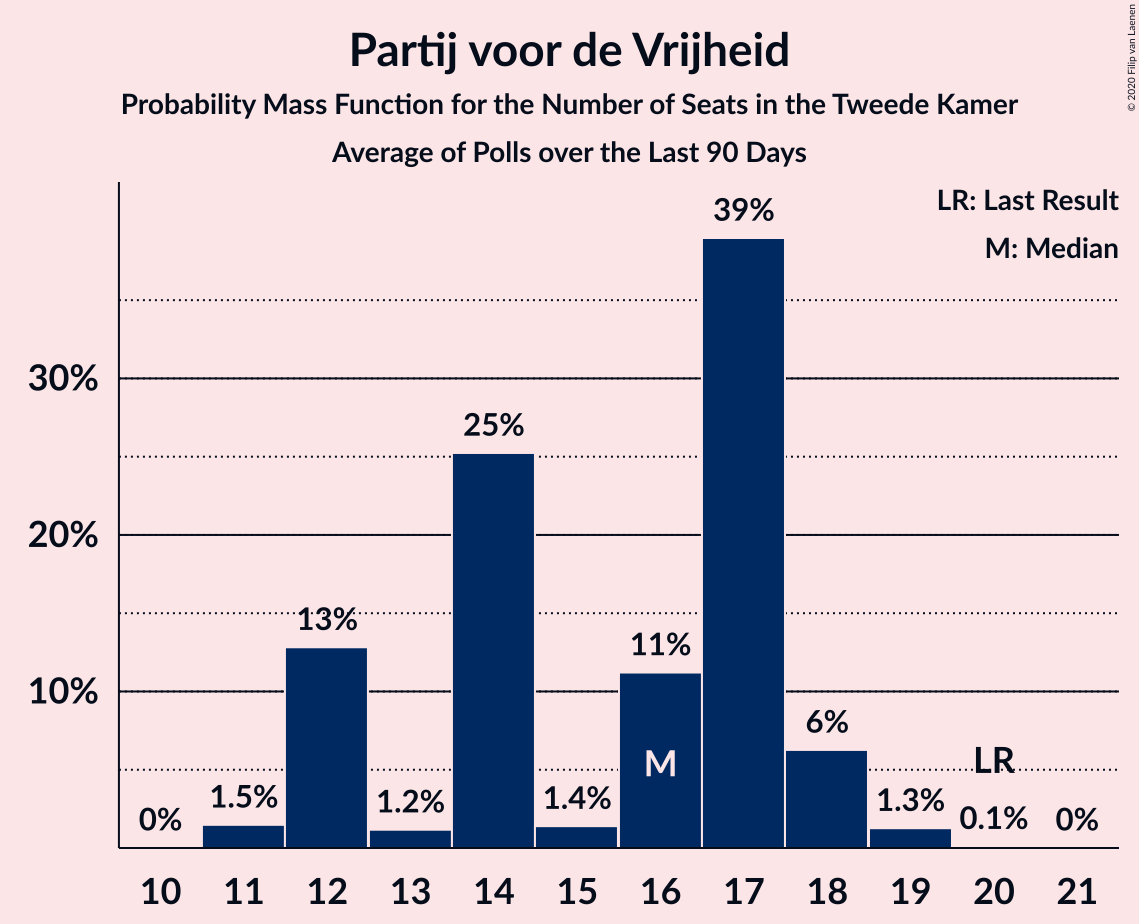 Partij voor de Vrijheid
Probability Mass Function for the Number of Seats in the Tweede Kamer
Average of Polls over the Last 90 Days
© 2020 Filip van Laenen
LR: Last Result
M: Median
39%
30%
25%
20%
13%
11%
10%
6%
M
LR
0%
1.5%
1.2%
1.4%
1.3%
0.1%
0%
10 11 12 13 14 15 16 17 18 19 20 21